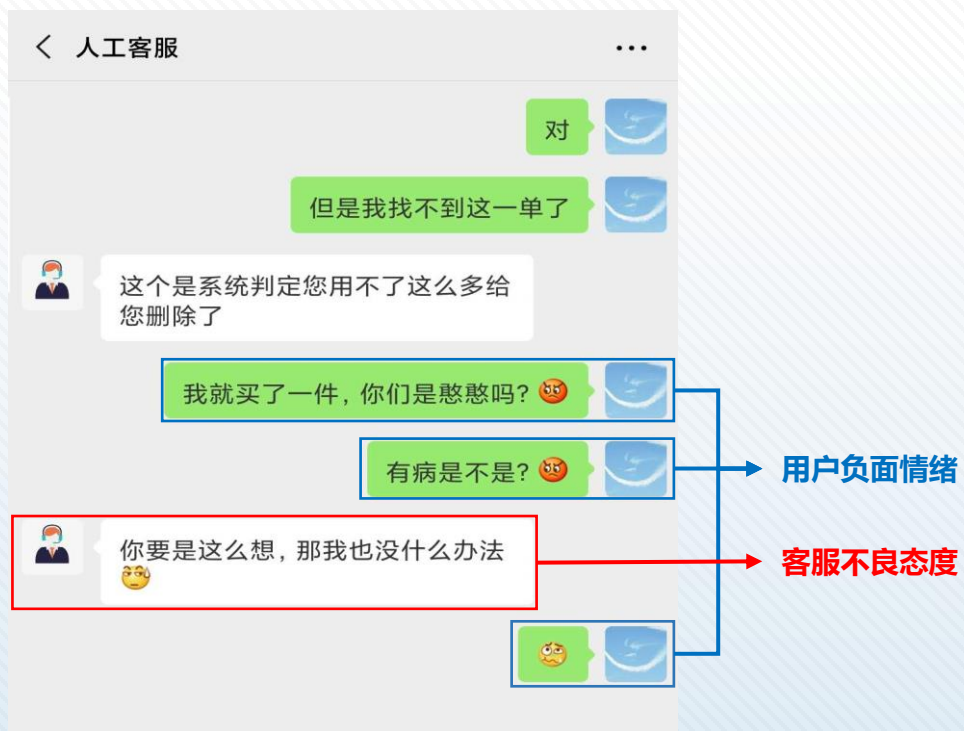 人工客服
对
但是我找不到这一单了
这个是系统判定您用不了这么多给
您删除了
我就买了一件，你们是憨憨吗？
有病是不是？
用户负面情绪
你要是这么想，那我也没什么办法
客服不良态度